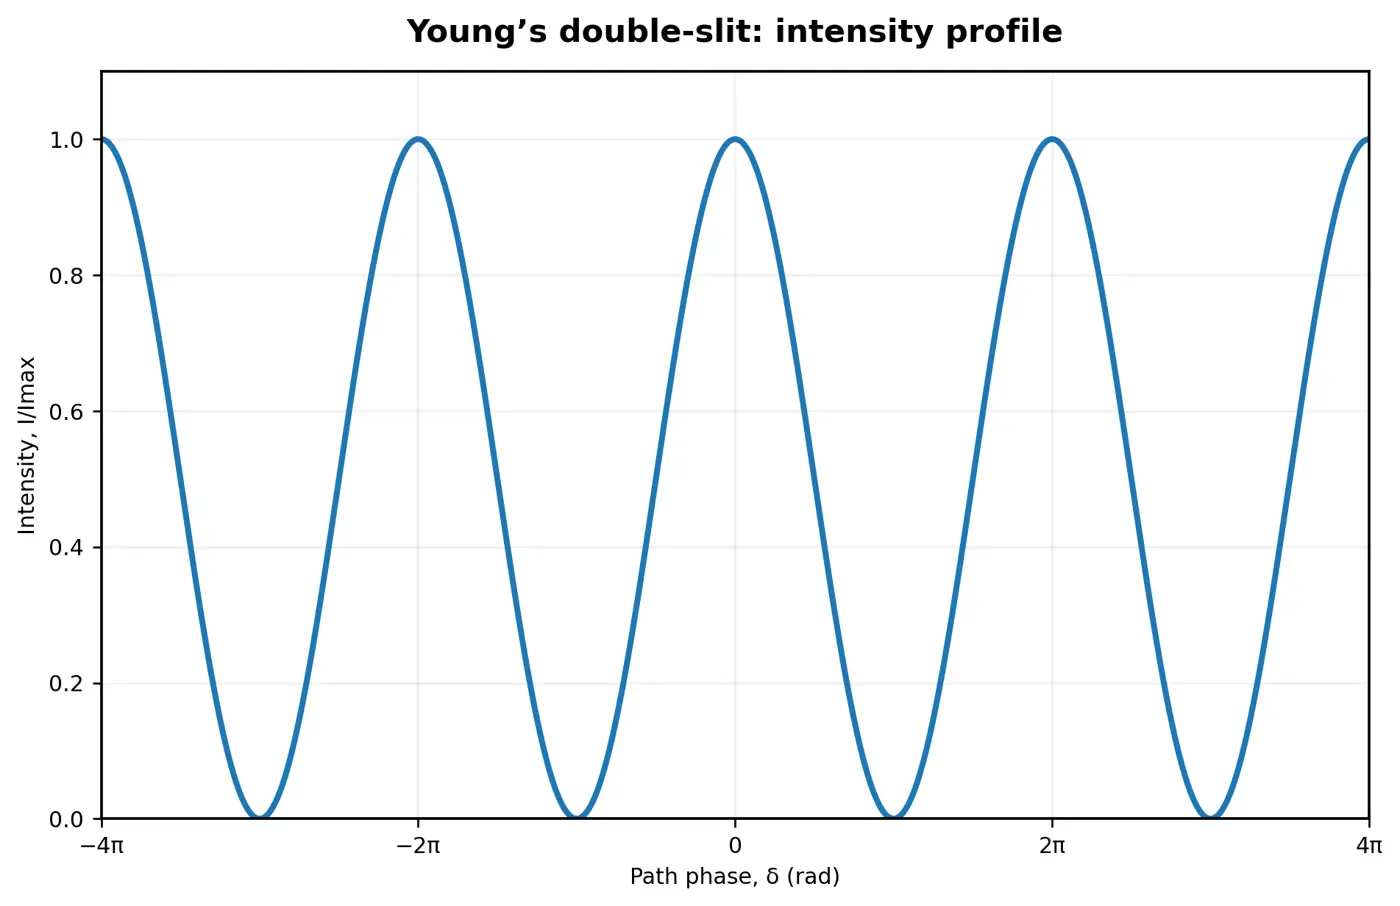 Young’s double-slit: intensity profile
Intensity, I/Imax
1.0
0.8
0.6
0.4
0.2
0.0
−4π −2π 0 2π 4π
Path phase, δ (rad)